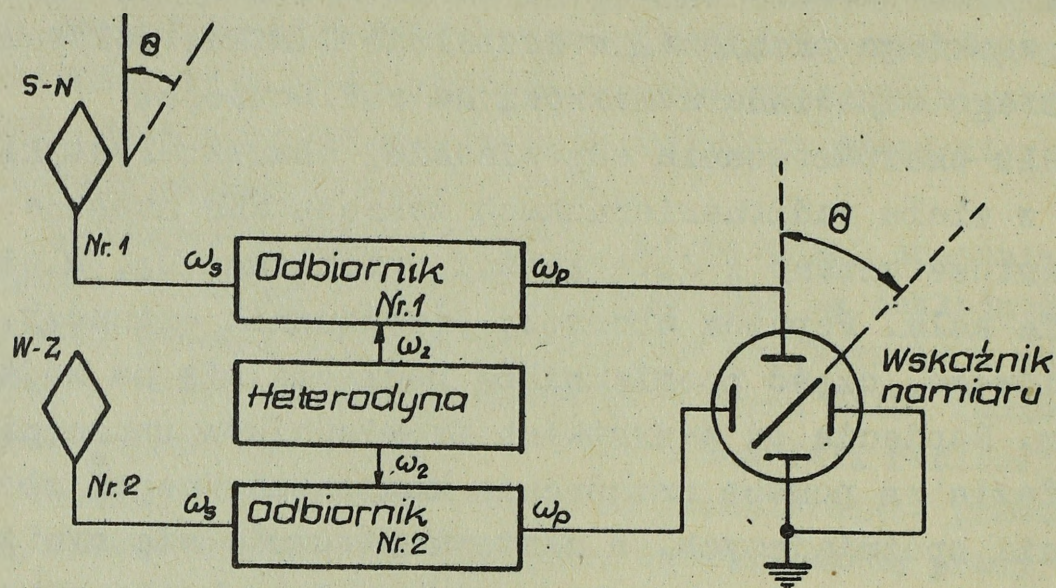 Θ
S-N
Nr.1
ωs
Odbiornik
Nr.1
ωp
Θ
ω2
W-Z
Heterodyna
Wskaźnik
namiaru
ω2
Nr.2
ωs
Odbiornik
Nr.2
ωp